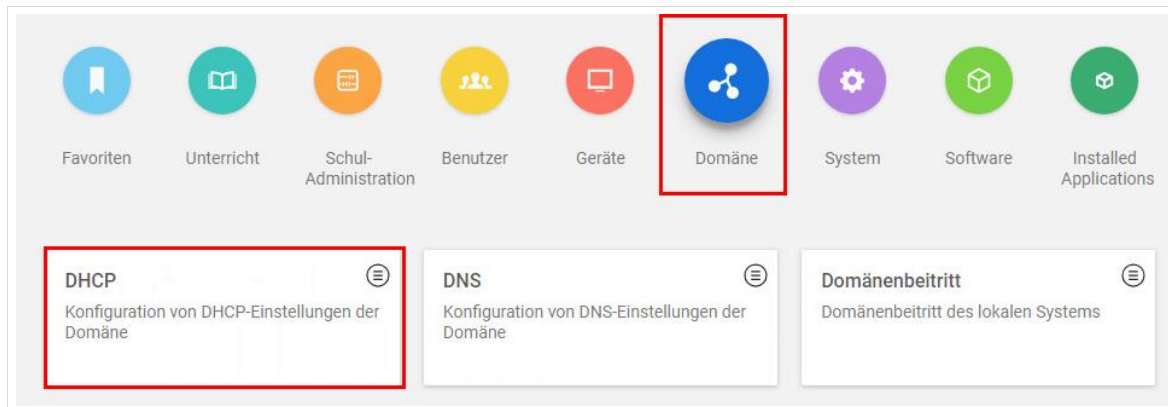 Favoriten
Unterricht
Schul-
Administration
Benutzer
Geräte
Domäne
System
Software
Installed
Applications
DHCP
Konfiguration von DHCP-Einstellungen der
Domäne
DNS
Konfiguration von DNS-Einstellungen der
Domäne
Domänenbeitritt
Domänenbeitritt des lokalen Systems